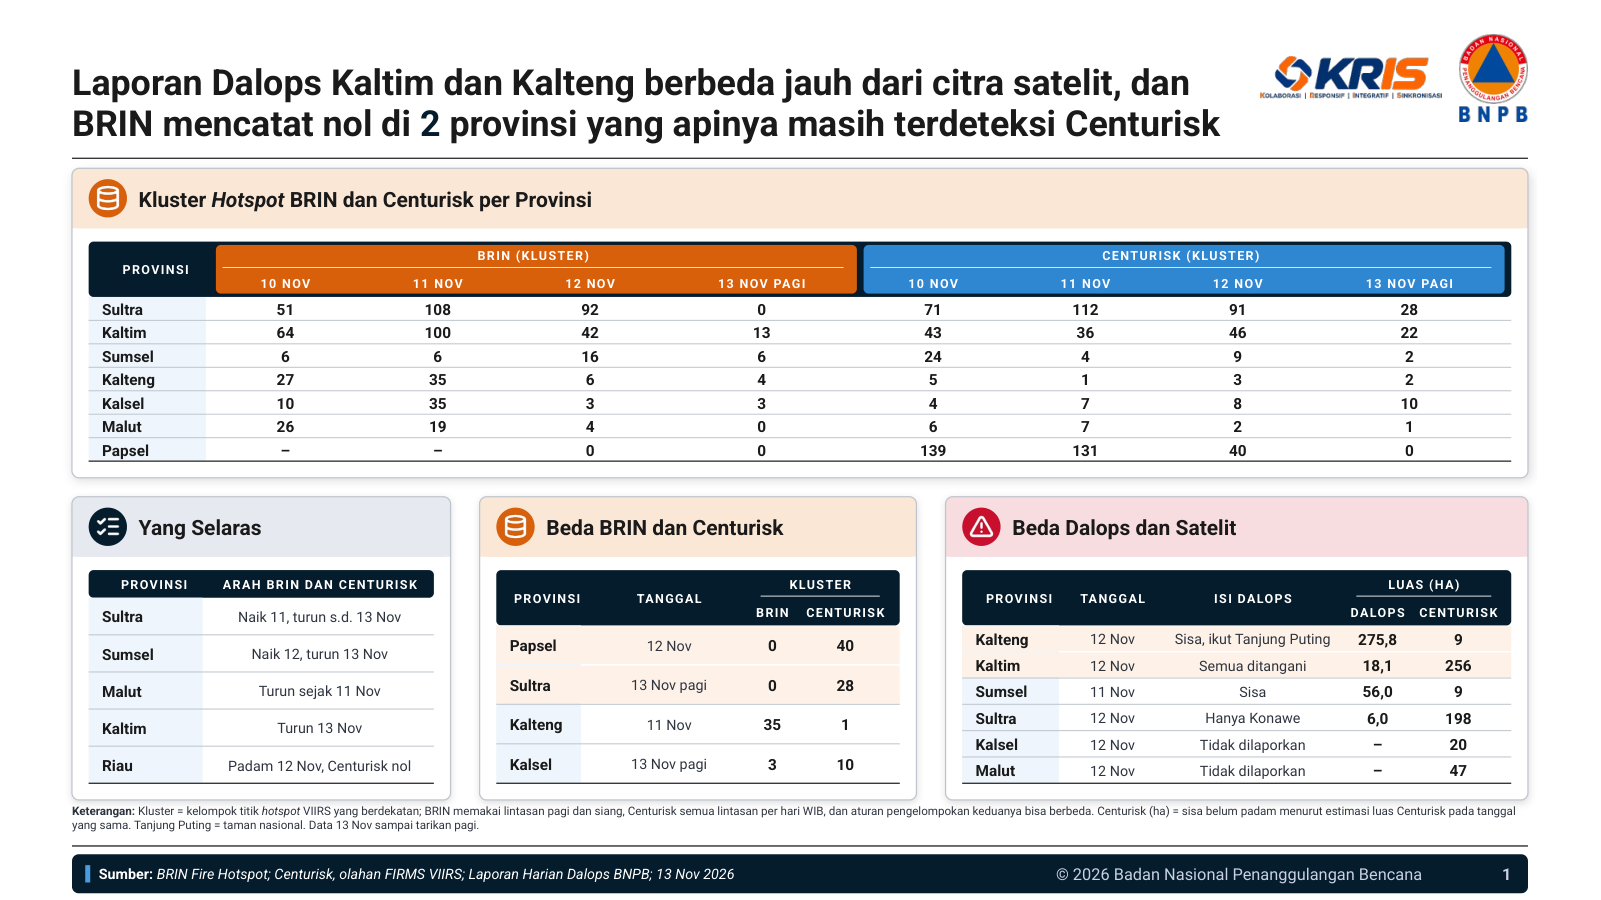 Laporan Dalops Kaltim dan Kalteng berbeda jauh dari citra satelit, dan
BRIN mencatat nol di 2 provinsi yang apinya masih terdeteksi Centurisk
KRIS
KOLABORASI | RESPONSIF | INTEGRATIF | SINKRONISASI
BADAN NASIONAL
PENANGGULANGAN BENCANA
BNPB
Kluster Hotspot BRIN dan Centurisk per Provinsi
PROVINSI BRIN (KLUSTER) CENTURISK (KLUSTER)
10 NOV 11 NOV 12 NOV 13 NOV PAGI 10 NOV 11 NOV 12 NOV 13 NOV PAGI
Sultra 51 108 92 0 71 112 91 28
Kaltim 64 100 42 13 43 36 46 22
Sumsel 6 6 16 6 24 4 9 2
Kalteng 27 35 6 4 5 1 3 2
Kalsel 10 35 3 3 4 7 8 10
Malut 26 19 4 0 6 7 2 1
Papsel – – 0 0 139 131 40 0
Yang Selaras
PROVINSI ARAH BRIN DAN CENTURISK
Sultra Naik 11, turun s.d. 13 Nov
Sumsel Naik 12, turun 13 Nov
Malut Turun sejak 11 Nov
Kaltim Turun 13 Nov
Riau Padam 12 Nov, Centurisk nol
Beda BRIN dan Centurisk
PROVINSI TANGGAL KLUSTER
BRIN CENTURISK
Papsel 12 Nov 0 40
Sultra 13 Nov pagi 0 28
Kalteng 11 Nov 35 1
Kalsel 13 Nov pagi 3 10
Beda Dalops dan Satelit
PROVINSI TANGGAL ISI DALOPS LUAS (HA)
DALOPS CENTURISK
Kalteng 12 Nov Sisa, ikut Tanjung Puting 275,8 9
Kaltim 12 Nov Semua ditangani 18,1 256
Sumsel 11 Nov Sisa 56,0 9
Sultra 12 Nov Hanya Konawe 6,0 198
Kalsel 12 Nov Tidak dilaporkan – 20
Malut 12 Nov Tidak dilaporkan – 47
Keterangan: Kluster = kelompok titik hotspot VIIRS yang berdekatan; BRIN memakai lintasan pagi dan siang, Centurisk semua lintasan per hari WIB, dan aturan pengelompokan keduanya bisa berbeda. Centurisk (ha) = sisa belum padam menurut estimasi luas Centurisk pada tanggal
yang sama. Tanjung Puting = taman nasional. Data 13 Nov sampai tarikan pagi.
Sumber: BRIN Fire Hotspot; Centurisk, olahan FIRMS VIIRS; Laporan Harian Dalops BNPB; 13 Nov 2026
© 2026 Badan Nasional Penanggulangan Bencana 1